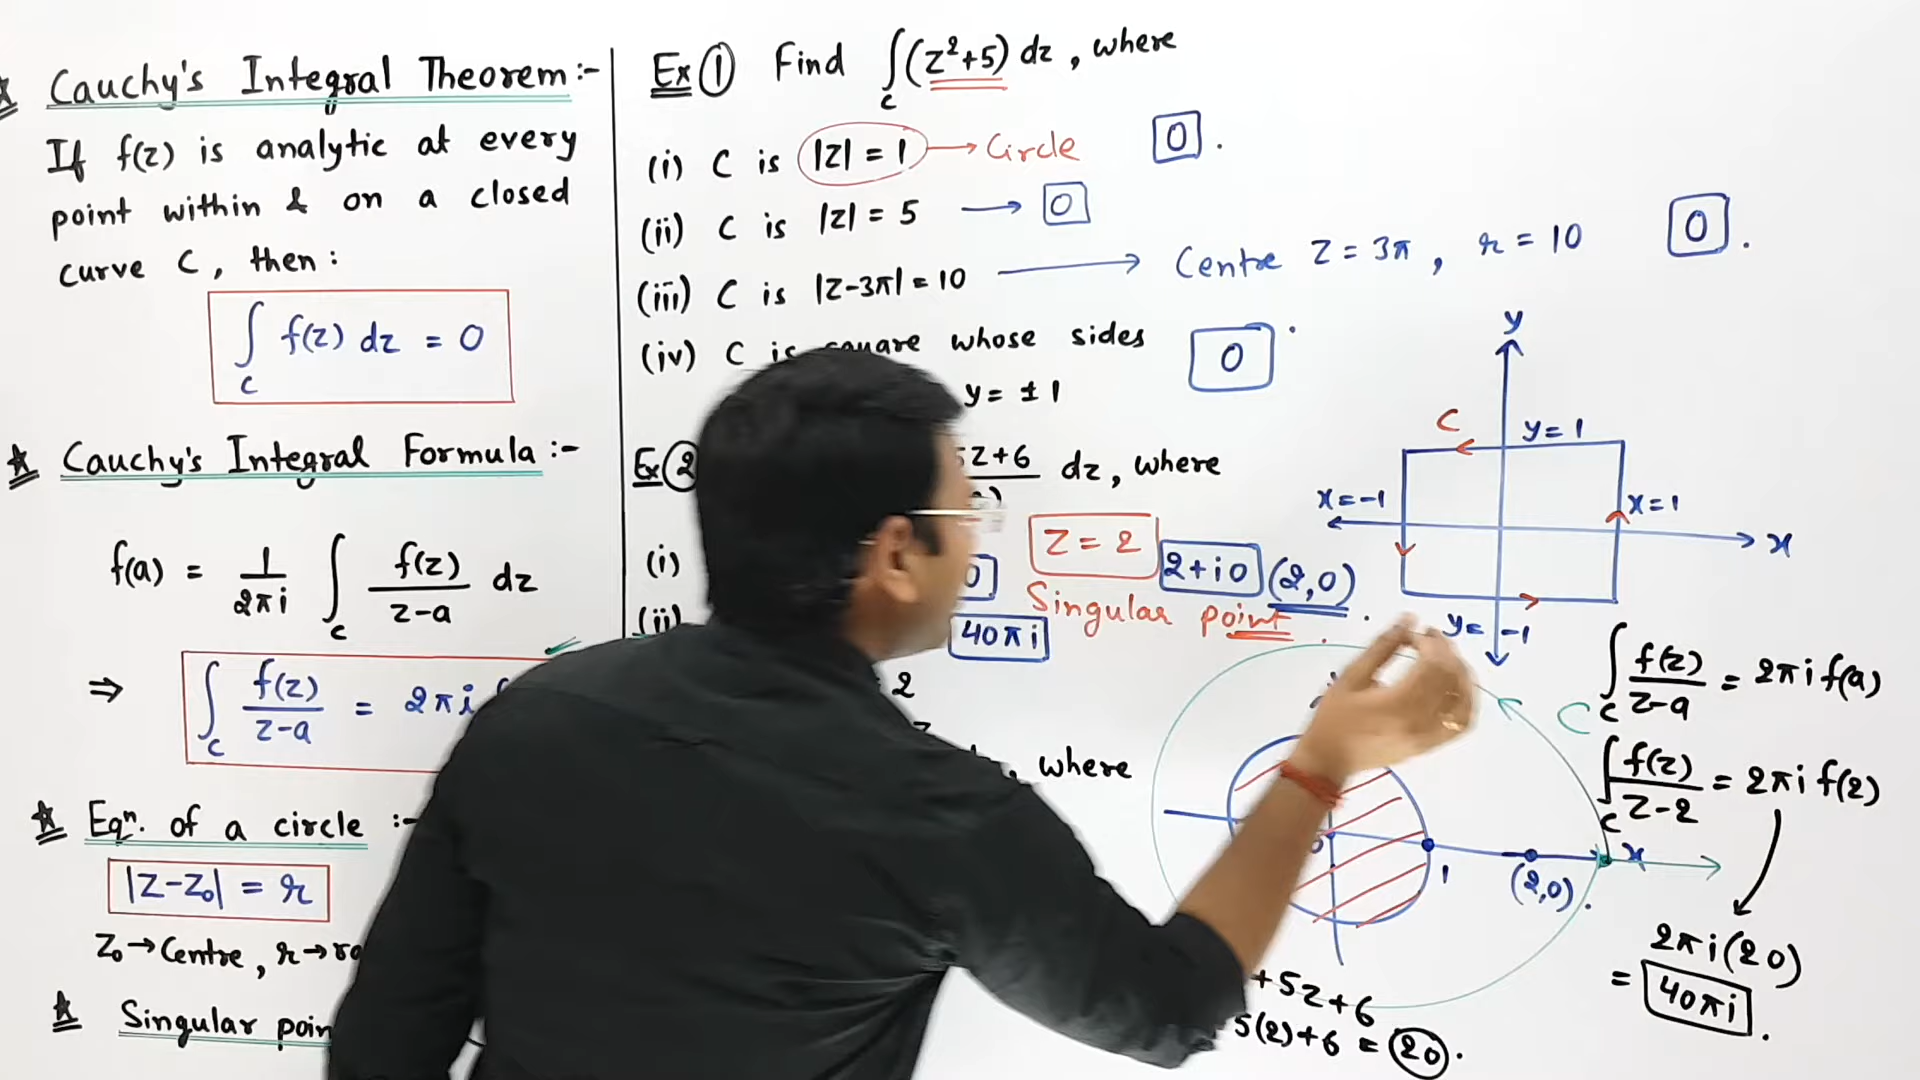 Cauchy's Integral Theorem :-
If f(z) is analytic at every
point within & on a closed
curve C, then :
∫_C f(z) dz = 0
Cauchy's Integral Formula :-
f(a) = 1/2πi ∫_C f(z)/z-a dz
⇒ ∫_C f(z)/z-a = 2πi
Eqn. of a circle :-
|z-z₀| = r
z₀→Centre, r→
Singular
Ex ① Find ∫_C (z²+5) dz , where
(i) C is |z| = 1 → Circle 0 .
(ii) C is |z| = 5 → 0
(iii) C is |z-3π| = 10 → Centre z = 3π , r = 10 0 .
(iv) C is square whose sides 0 .
y = ± 1
Ex ② 5z+6 dz , where
(i)
(ii) 40πi
z = 2
2+i0 (2,0) .
Singular point .
= 2
where
y
C
y = 1
x = -1
x = 1
x
y = -1
C
∫_C f(z)/z-a = 2πi f(a)
∫_C f(z)/z-2 = 2πi f(2)
x
1
(2,0) .
2πi(20)
= 40πi .
+5z+6
5(2)+6 = 20 .